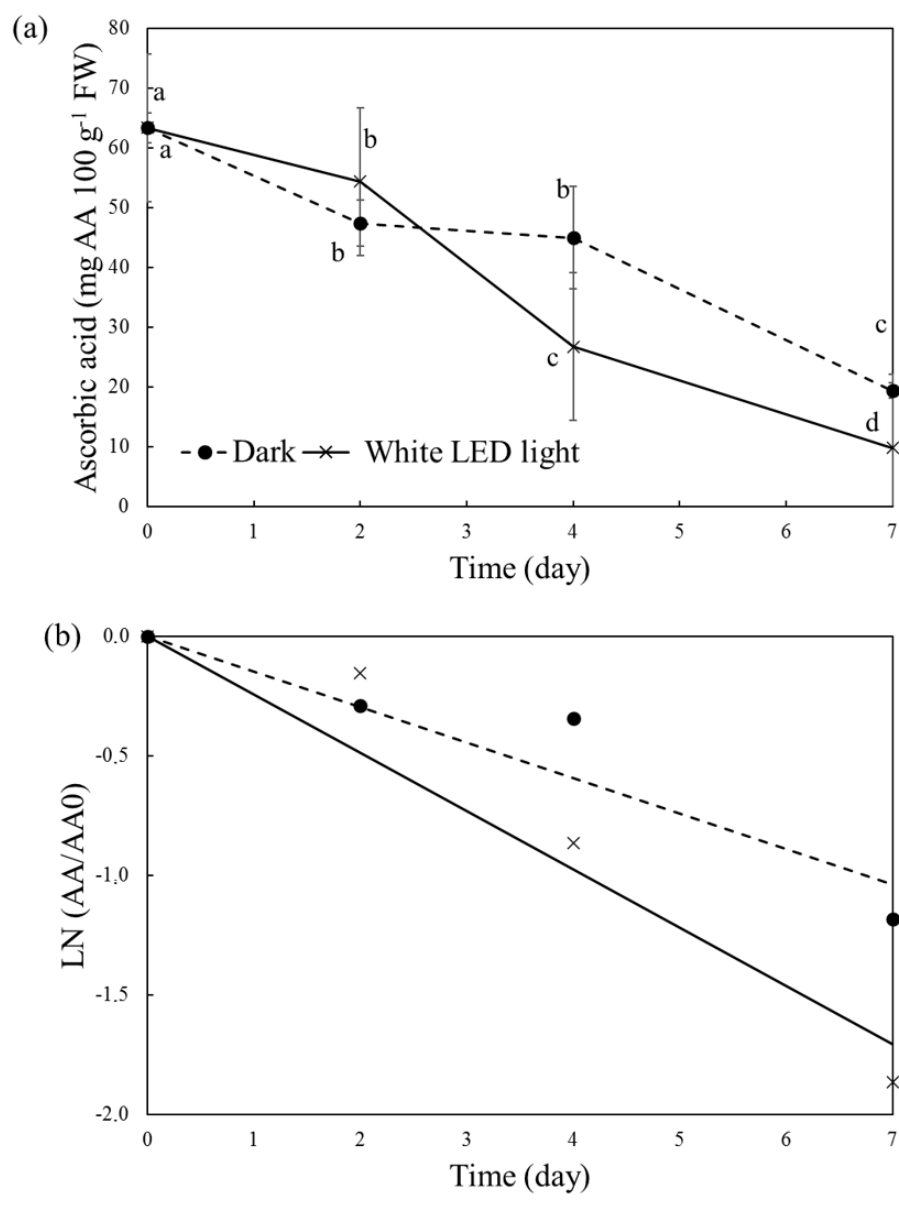 (a)
Ascorbic acid (mg AA 100 g⁻¹ FW)
80
70
60
50
40
30
20
10
0
a
a
b
b
b
c
c
d
Dark
White LED light
0 1 2 4 5 6 7
Time (day)
(b)
LN (AA/AA0)
0.0
-0.5
-1.0
-1.5
-2.0
0 1 2 4 5 6 7
Time (day)